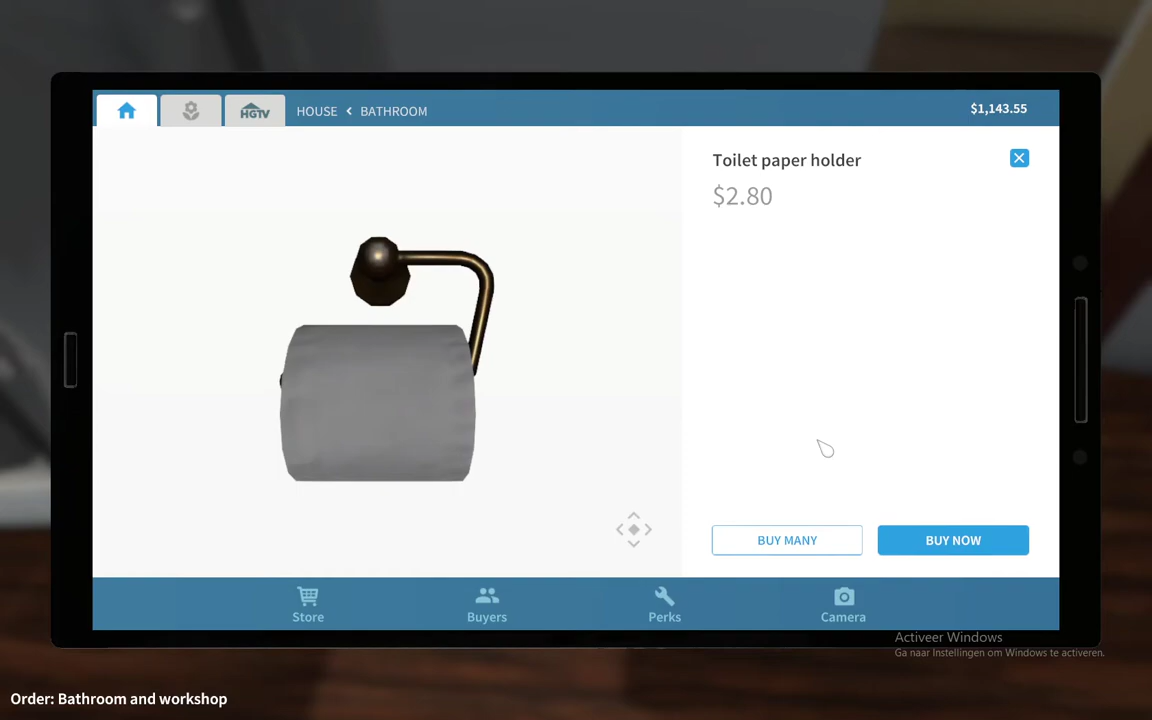 HGTV
HOUSE < BATHROOM
$1,143.55
Toilet paper holder
$2.80
BUY MANY
BUY NOW
Store
Buyers
Perks
Camera
Activeer Windows
Ga naar Instellingen om Windows te activeren.
Order: Bathroom and workshop